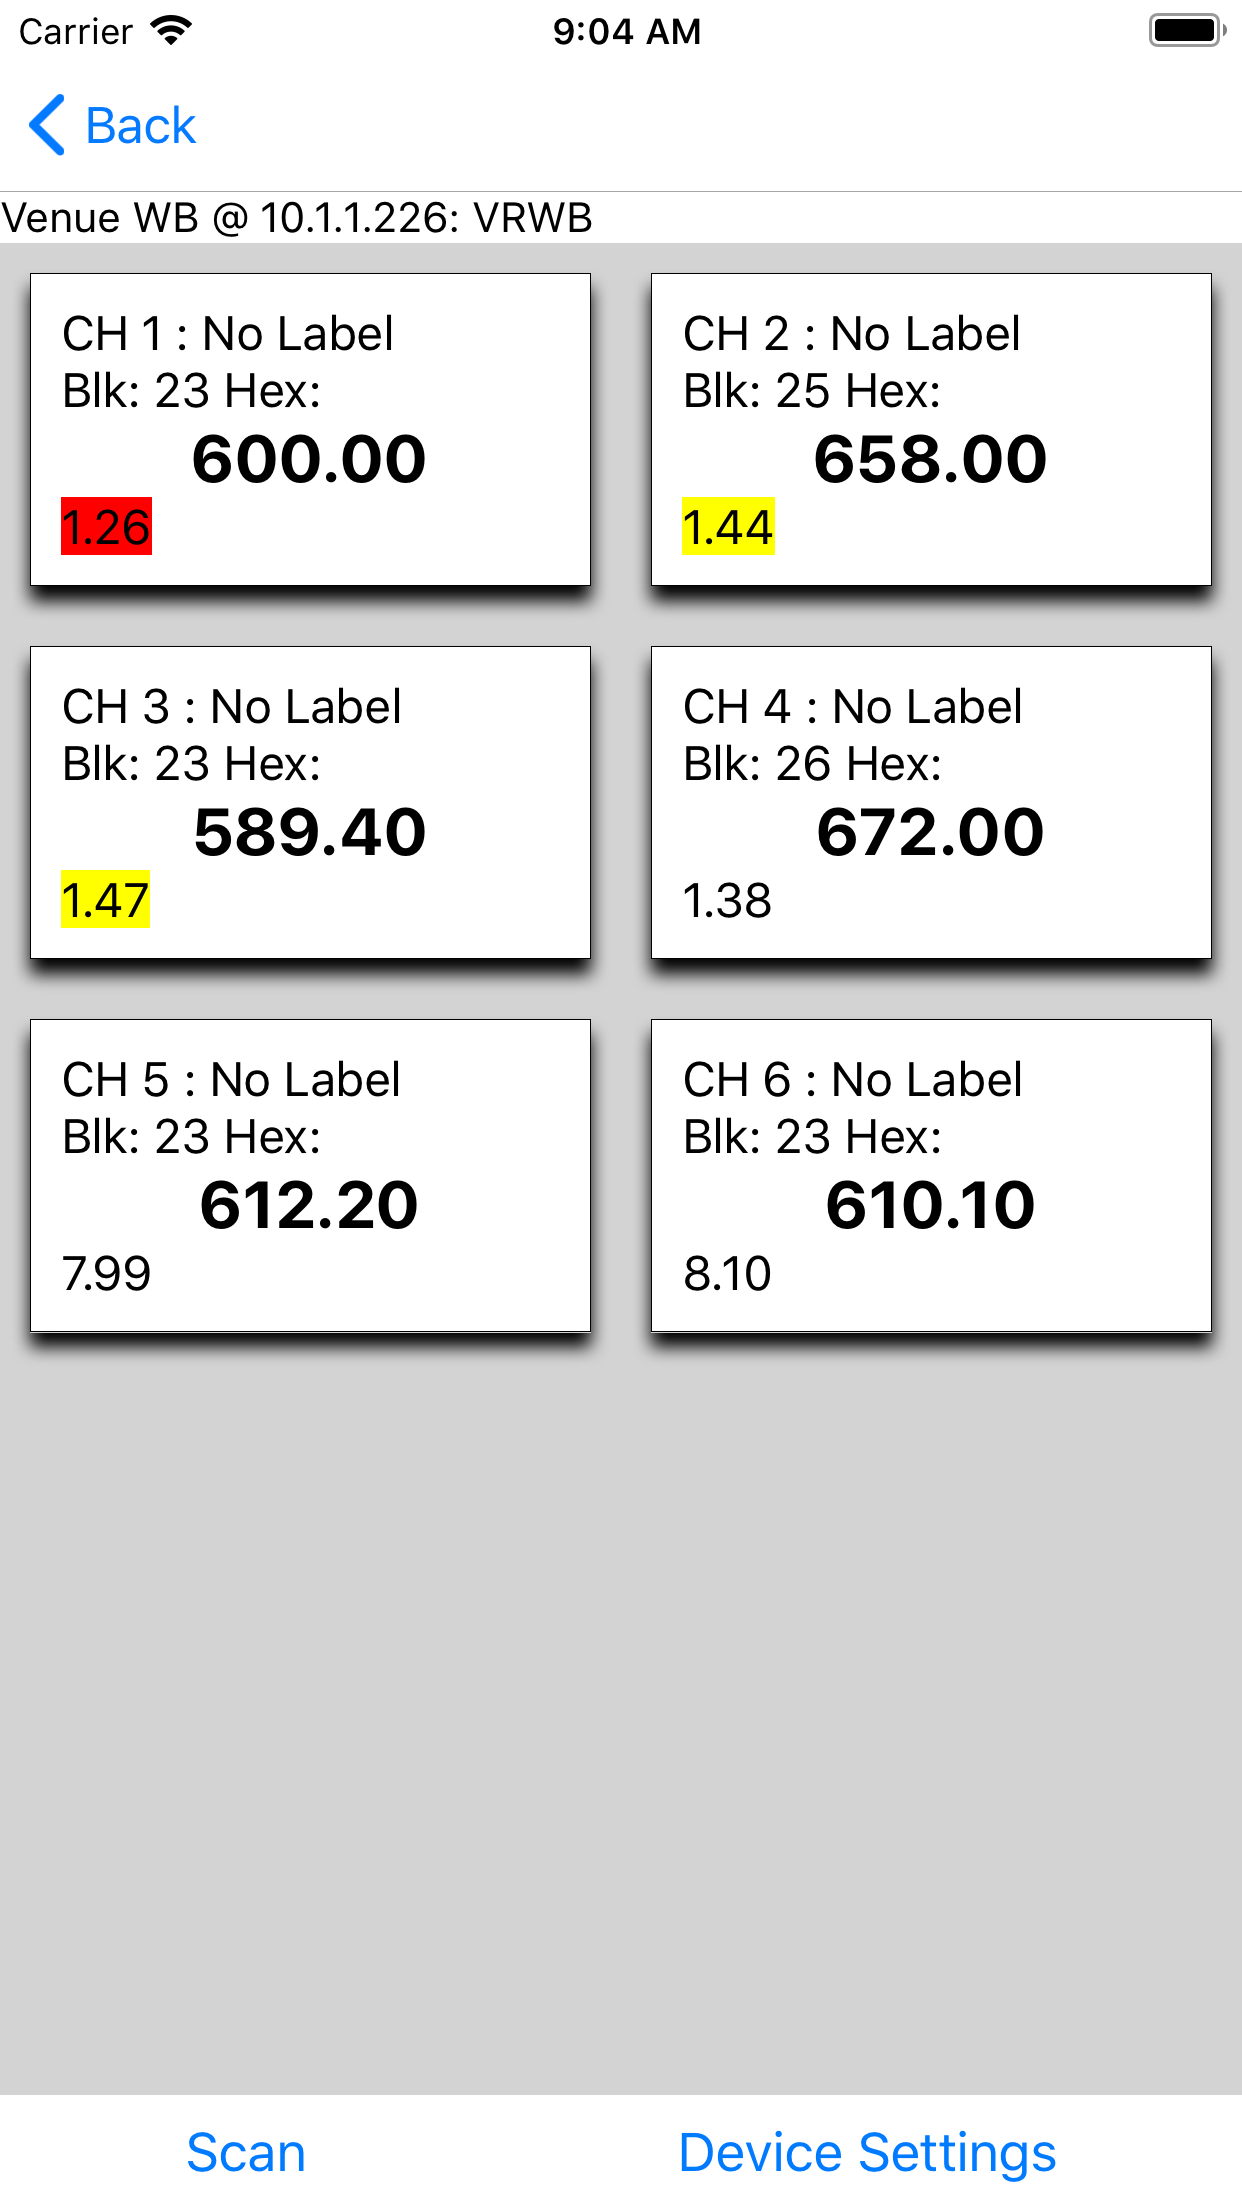 Carrier 9:04 AM
Back
Venue WB @ 10.1.1.226: VRWB
CH 1 : No Label
Blk: 23 Hex:
600.00
1.26
CH 2 : No Label
Blk: 25 Hex:
658.00
1.44
CH 3 : No Label
Blk: 23 Hex:
589.40
1.47
CH 4 : No Label
Blk: 26 Hex:
672.00
1.38
CH 5 : No Label
Blk: 23 Hex:
612.20
7.99
CH 6 : No Label
Blk: 23 Hex:
610.10
8.10
Scan Device Settings